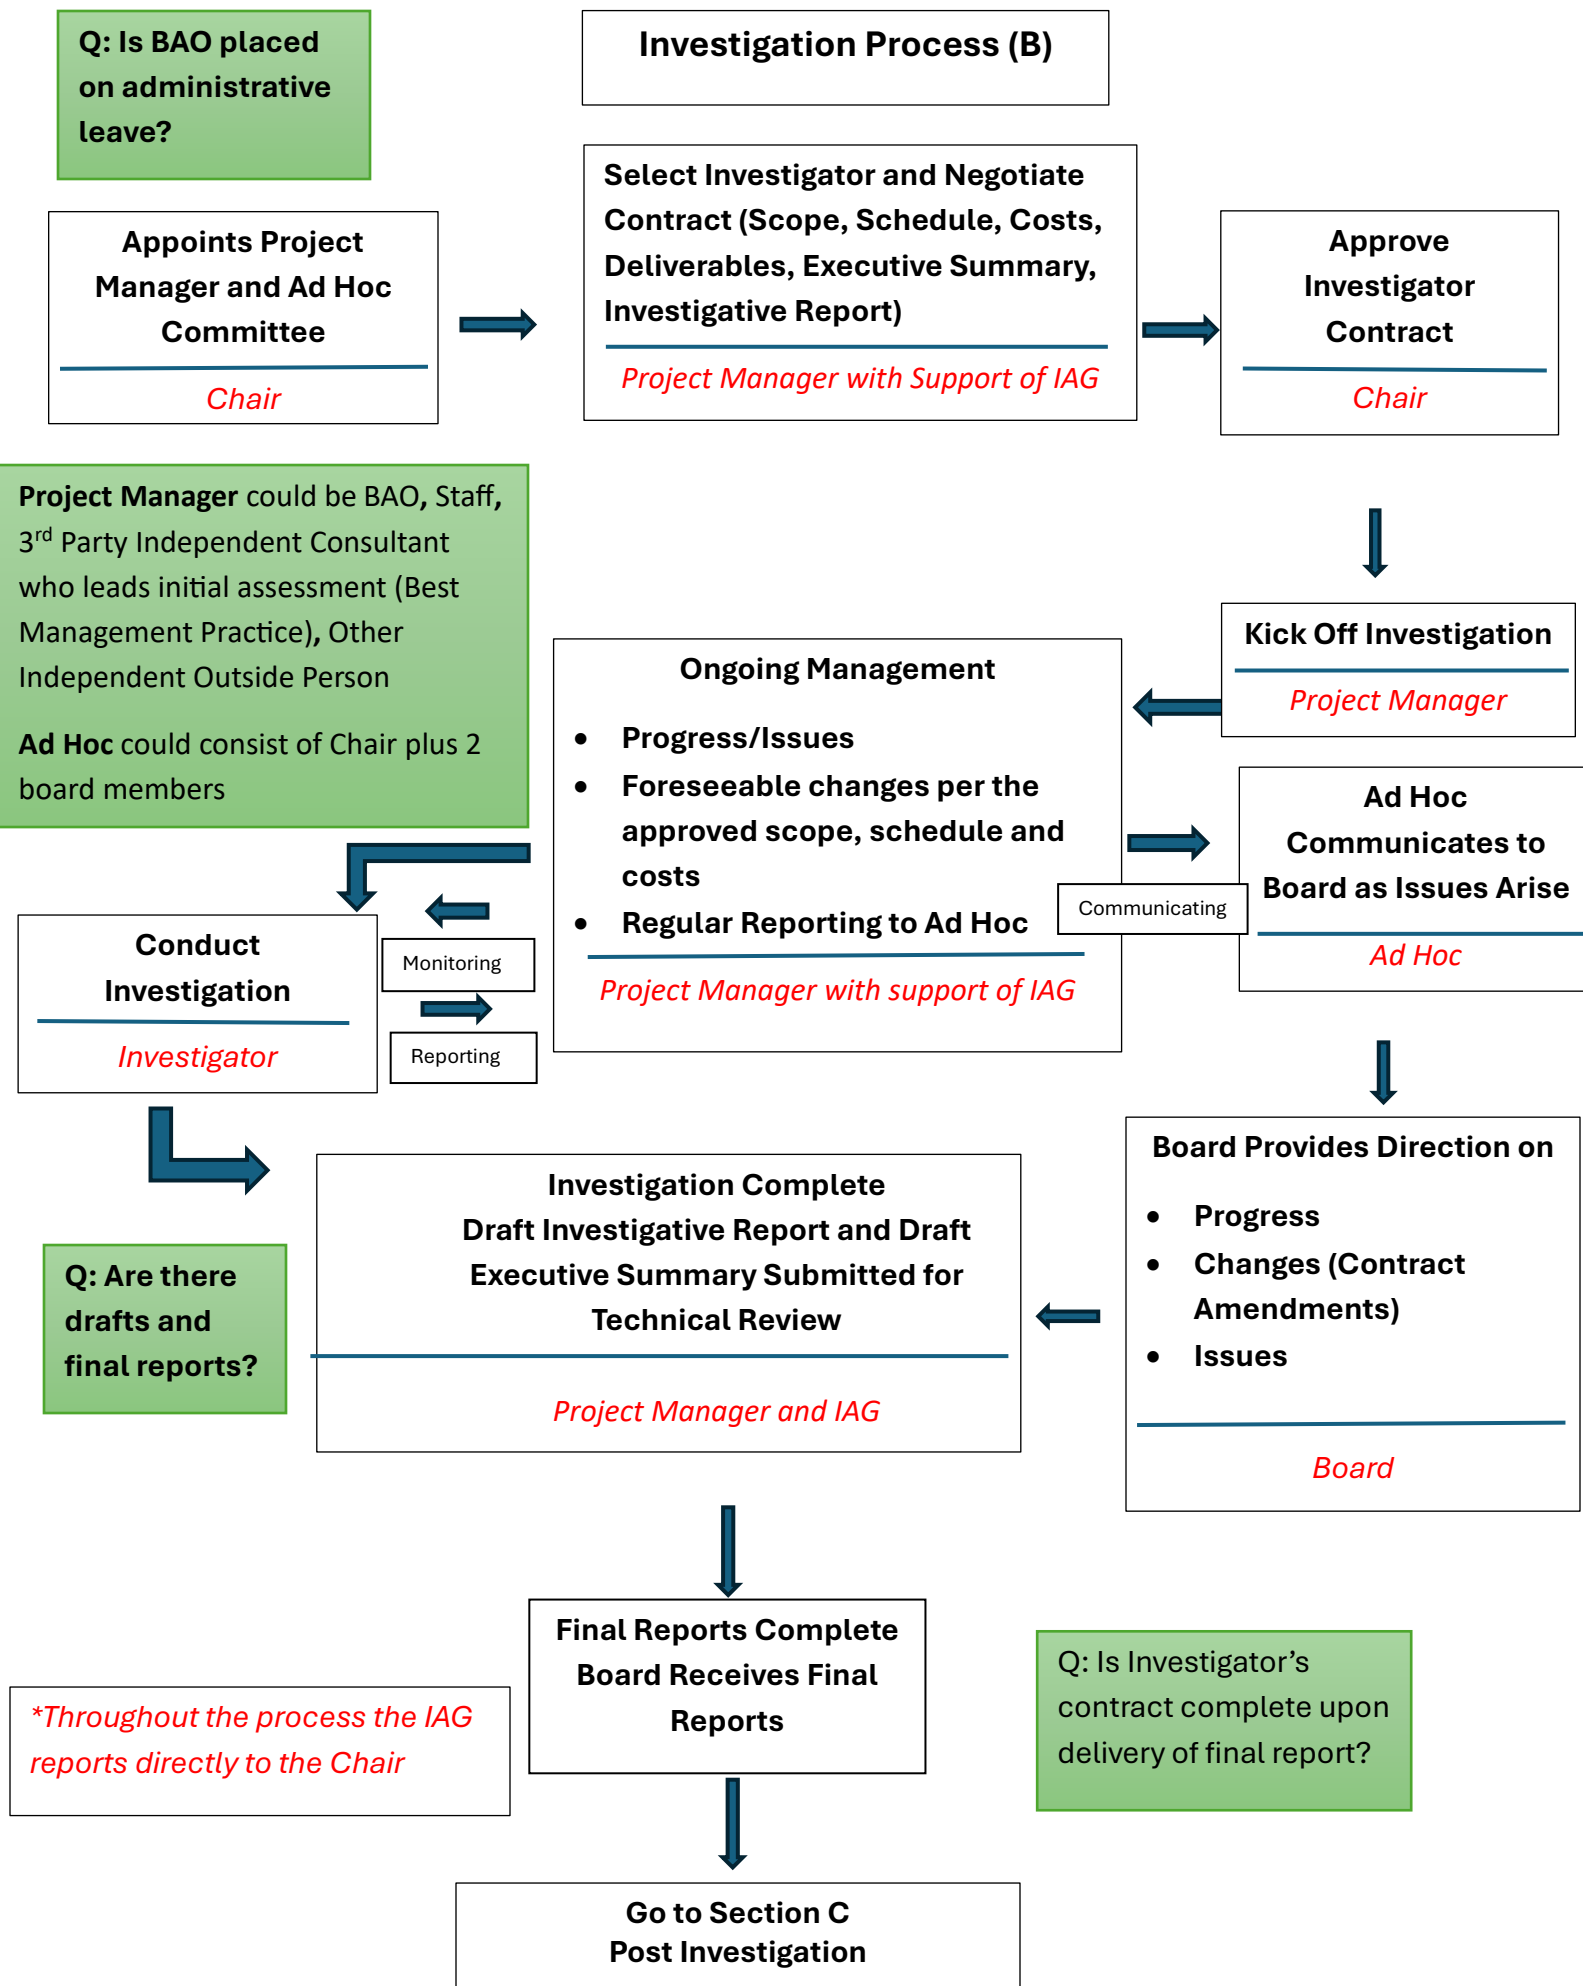 Q: Is BAO placed
on administrative
leave?
Investigation Process (B)
Appoints Project
Manager and Ad Hoc
Committee
Chair
Select Investigator and Negotiate
Contract (Scope, Schedule, Costs,
Deliverables, Executive Summary,
Investigative Report)
Project Manager with Support of IAG
Approve
Investigator
Contract
Chair
Project Manager could be BAO, Staff,
3rd Party Independent Consultant
who leads initial assessment (Best
Management Practice), Other
Independent Outside Person
Ad Hoc could consist of Chair plus 2
board members
Kick Off Investigation
Project Manager
Ongoing Management
• Progress/Issues
• Foreseeable changes per the
approved scope, schedule and
costs
• Regular Reporting to Ad Hoc
Project Manager with support of IAG
Communicating
Ad Hoc
Communicates to
Board as Issues Arise
Ad Hoc
Conduct
Investigation
Investigator
Monitoring
Reporting
Board Provides Direction on
• Progress
• Changes (Contract
Amendments)
• Issues
Board
Investigation Complete
Draft Investigative Report and Draft
Executive Summary Submitted for
Technical Review
Project Manager and IAG
Q: Are there
drafts and
final reports?
Final Reports Complete
Board Receives Final
Reports
Q: Is Investigator’s
contract complete upon
delivery of final report?
*Throughout the process the IAG
reports directly to the Chair
Go to Section C
Post Investigation